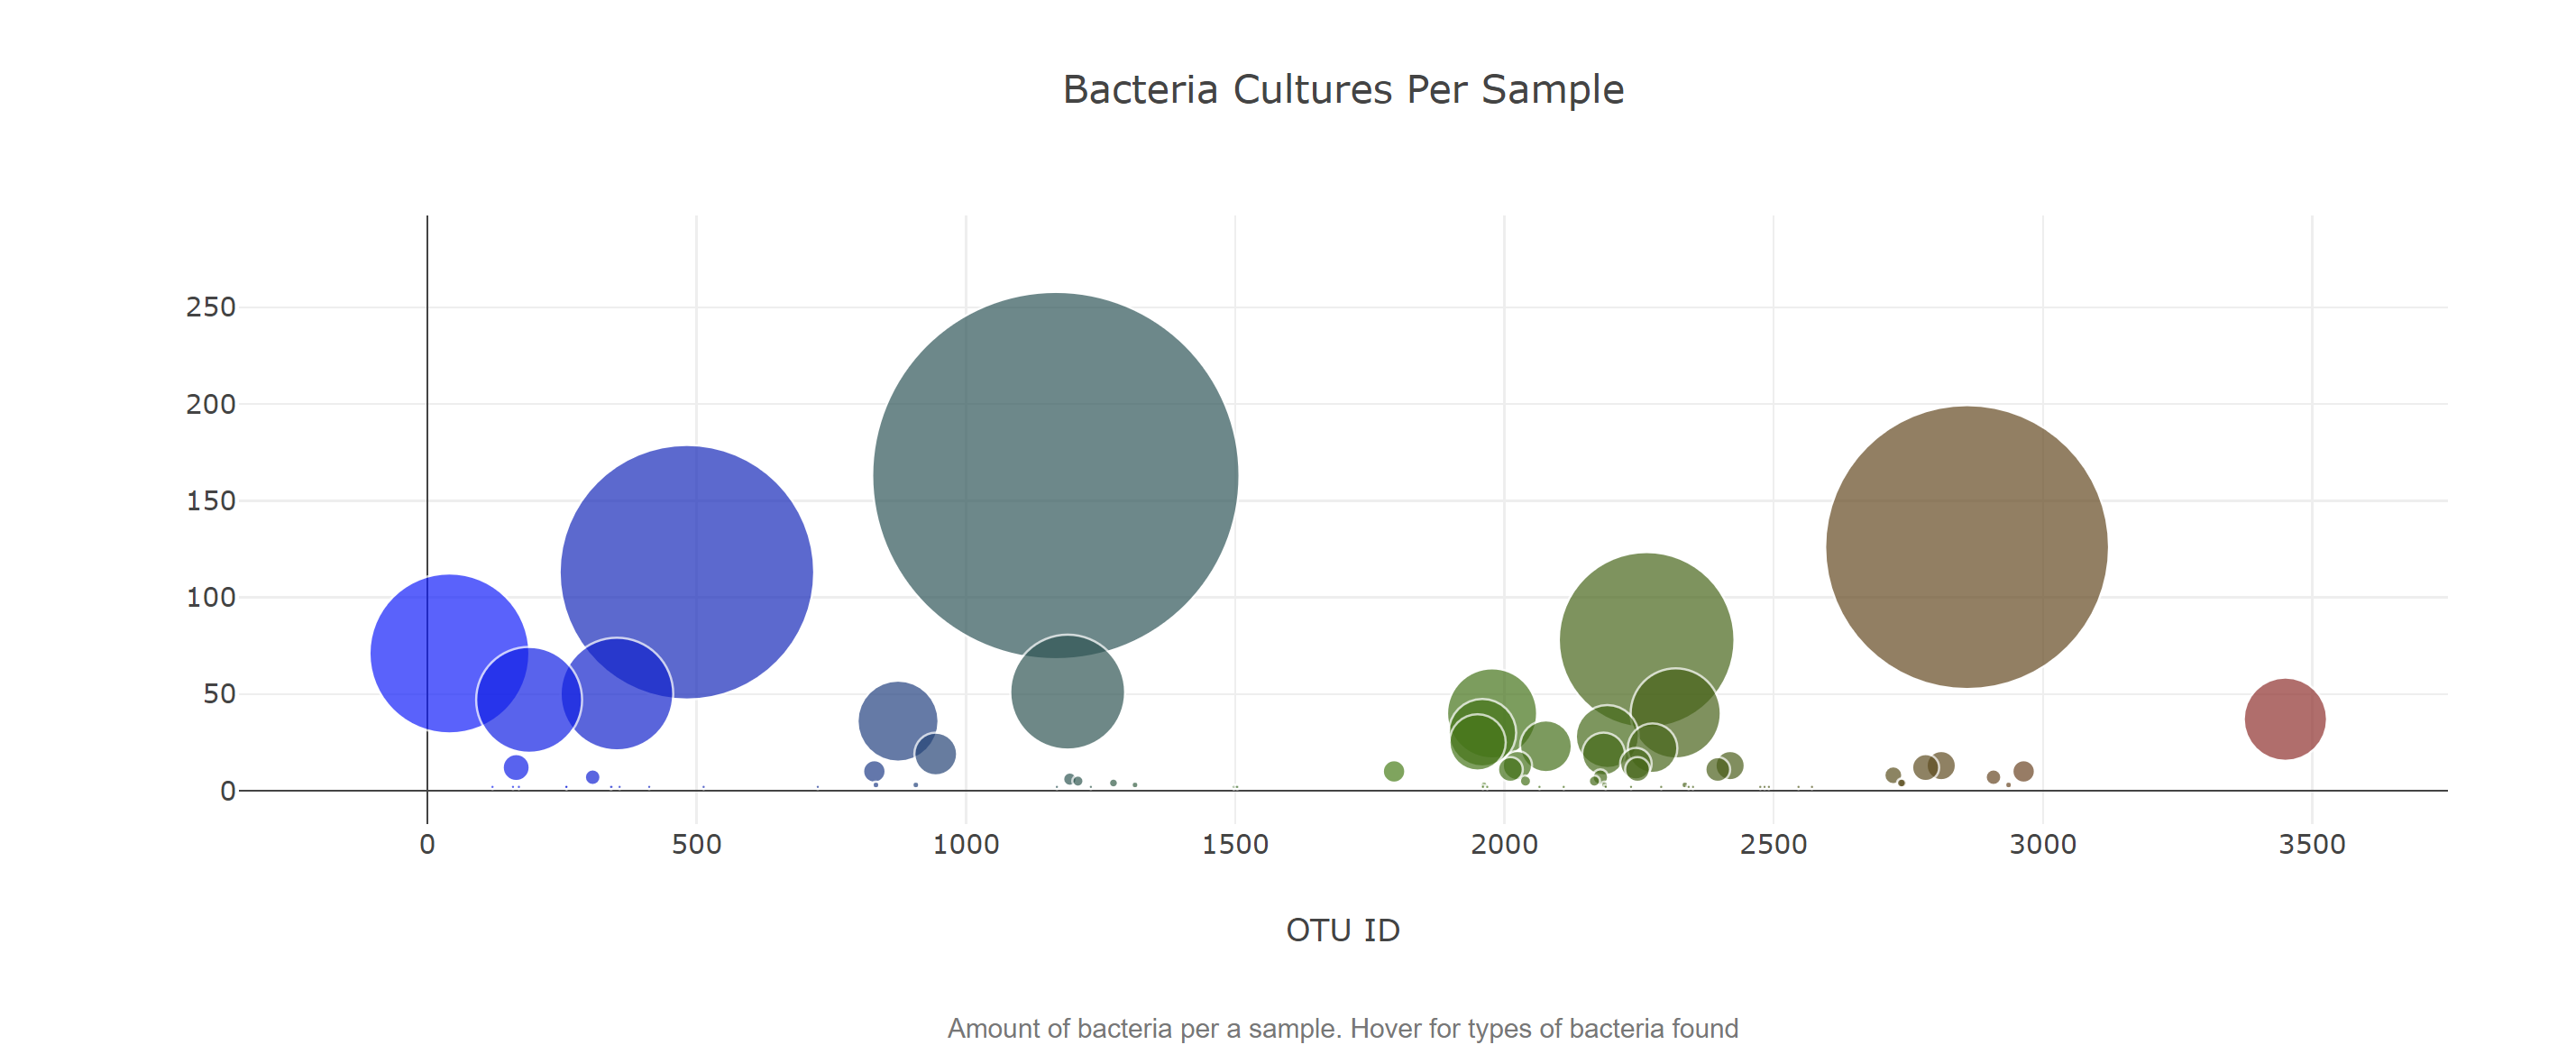 Bacteria Cultures Per Sample
250
200
150
100
50
0
0 500 1000 1500 2000 2500 3000 3500
OTU ID
Amount of bacteria per a sample. Hover for types of bacteria found